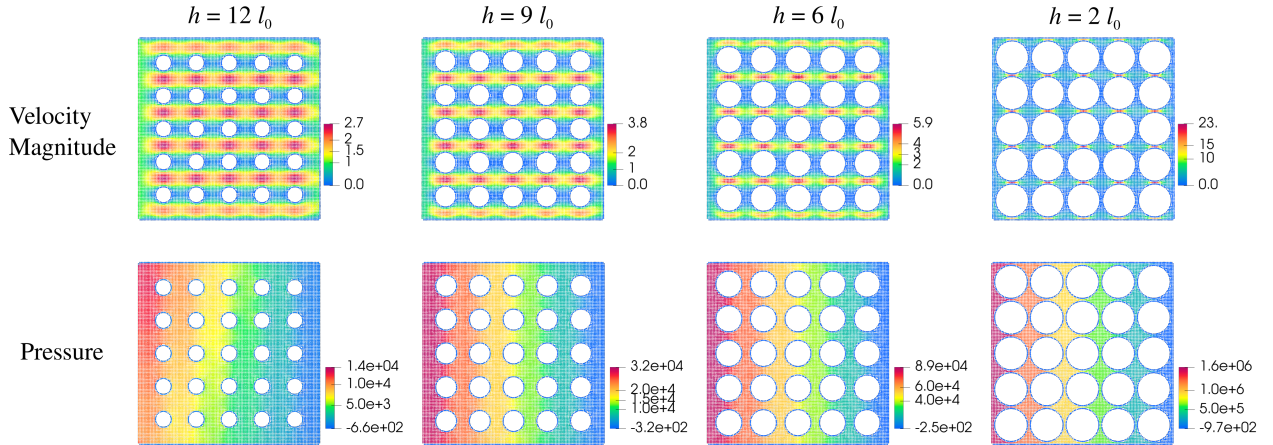 h = 12 l₀ h = 9 l₀ h = 6 l₀ h = 2 l₀
Velocity
Magnitude
2.7
2.
1.5
0.0
3.8
2
1
0.0
5.9
4
3
2
0.0
23.
15
10
0.0
Pressure
1.4e+04
1.0e+4
5.0e+3
-6.6e+02
3.2e+04
2.0e+4
1.5e+4
1.0e+4
-3.2e+02
8.9e+04
6.0e+4
4.0e+4
-2.5e+02
1.6e+06
1.0e+6
5.0e+5
-9.7e+02